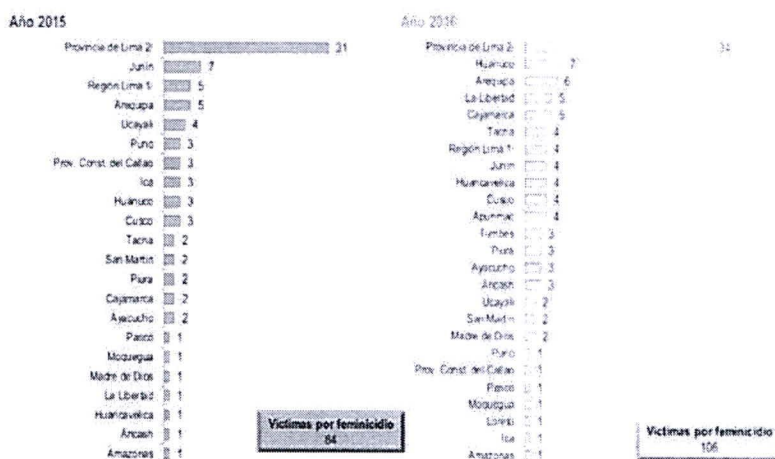 Año 2015
Provincia de Lima 2/ 31
Junín 7
Región Lima 1/ 5
Arequipa 5
Ucayali 4
Puno 3
Prov. Const. del Callao 3
Ica 3
Huánuco 3
Cusco 3
Tacna 2
San Martín 2
Piura 2
Cajamarca 2
Ayacucho 2
Pasco 1
Moquegua 1
Madre de Dios 1
La Libertad 1
Huancavelica 1
Áncash 1
Amazonas 1
Víctimas por feminicidio
84
Año 2016
Provincia de Lima 2/ 34
Huánuco 7
Arequipa 6
La Libertad 5
Cajamarca 5
Tacna 4
Región Lima 1/ 4
Junín 4
Huancavelica 4
Cusco 4
Apurímac 4
Tumbes 3
Piura 3
Ayacucho 3
Áncash 3
Ucayali 2
San Martín 2
Madre de Dios 2
Puno 1
Prov. Const. del Callao 1
Pasco 1
Moquegua 1
Loreto 1
Ica 1
Amazonas 1
Víctimas por feminicidio
106